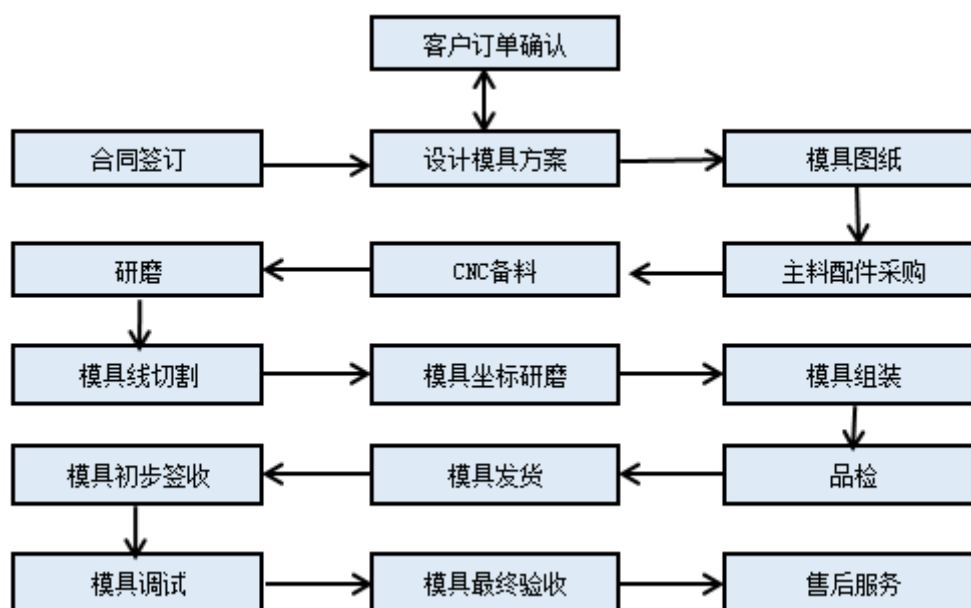 客户订单确认
合同签订
设计模具方案
模具图纸
研磨
CNC备料
主料配件采购
模具线切割
模具坐标研磨
模具组装
模具初步签收
模具发货
品检
模具调试
模具最终验收
售后服务